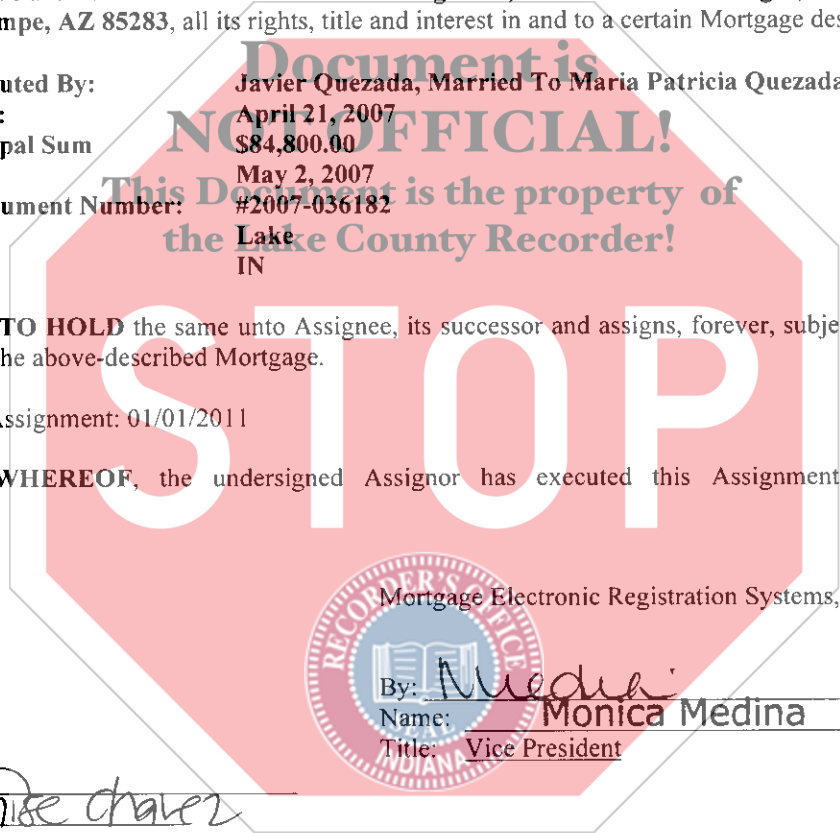 mpe, AZ 85283, all its rights, title and interest in and to a certain Mortgage des
Document is
uted By: Javier Quezada, Married To Maria Patricia Quezada
: April 21, 2007
NOT OFFICIAL!
pal Sum $84,800.00
May 2, 2007
This Document is the property of
ument Number: #2007-036182
the Lake County Recorder!
Lake
IN
STOP
TO HOLD the same unto Assignee, its successor and assigns, forever, subje
he above-described Mortgage.
Assignment: 01/01/2011
WHEREOF, the undersigned Assignor has executed this Assignment
RECORDER'S OFFICE
SEAL
INDIANA
Mortgage Electronic Registration Systems,
By: Medina
Name: Monica Medina
Title: Vice President
Chavez